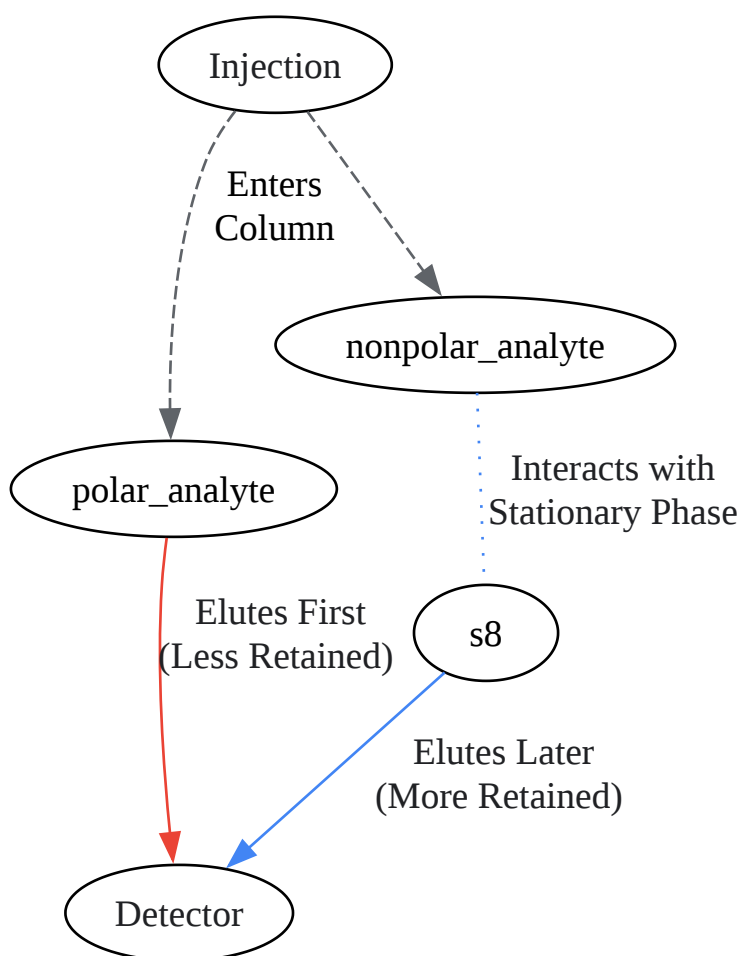 Injection
Enters
Column
nonpolar_analyte
Interacts with
Stationary Phase
polar_analyte
Elutes First
(Less Retained)
s8
Elutes Later
(More Retained)
Detector